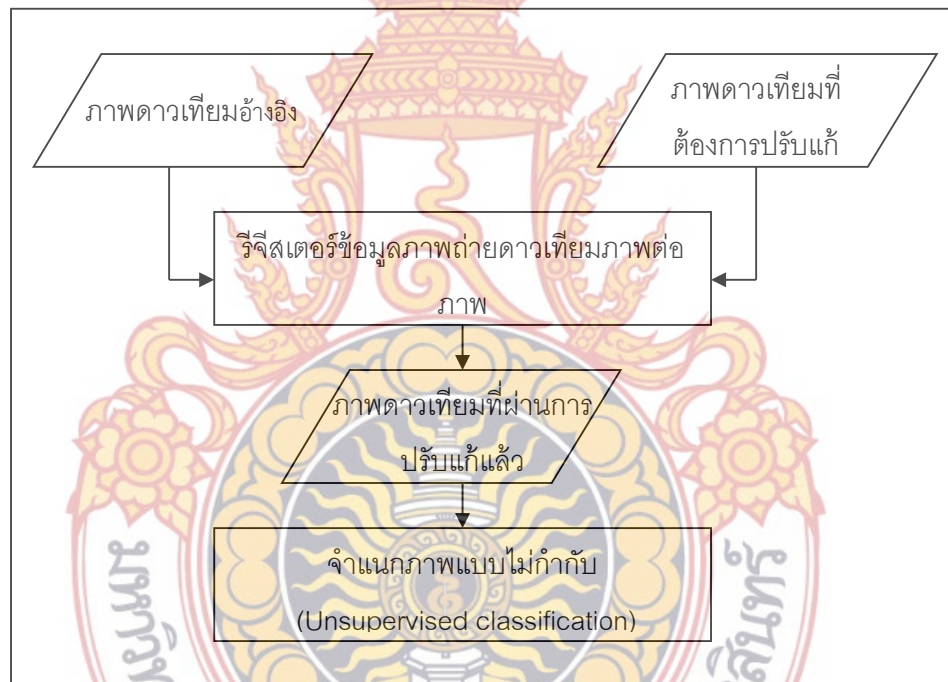 ภาพดาวเทียมอ้างอิง
ภาพดาวเทียมที่
ต้องการปรับแก้
รีจีสเตอร์ข้อมูลภาพถ่ายดาวเทียมภาพต่อ
ภาพ
ภาพดาวเทียมที่ผ่านการ
ปรับแก้แล้ว
จำแนกภาพแบบไม่กำกับ
(Unsupervised classification)